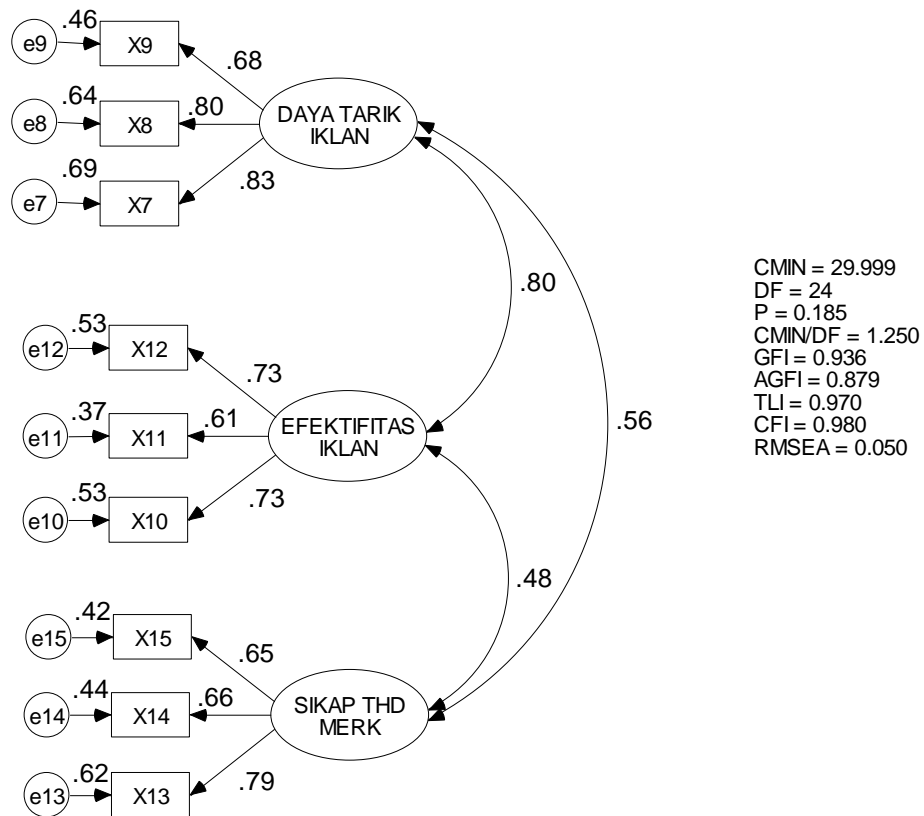 .46
e9
X9
.68
.64
.80
e8
X8
DAYA TARIK
IKLAN
.69
e7
X7
.83
.80
.53
e12
X12
.73
.37
.61
e11
X11
EFEKTIFITAS
IKLAN
.53
e10
X10
.73
.56
.48
.42
e15
X15
.65
.44
.66
e14
X14
SIKAP THD
MERK
.62
e13
X13
.79
CMIN = 29.999
DF = 24
P = 0.185
CMIN/DF = 1.250
GFI = 0.936
AGFI = 0.879
TLI = 0.970
CFI = 0.980
RMSEA = 0.050